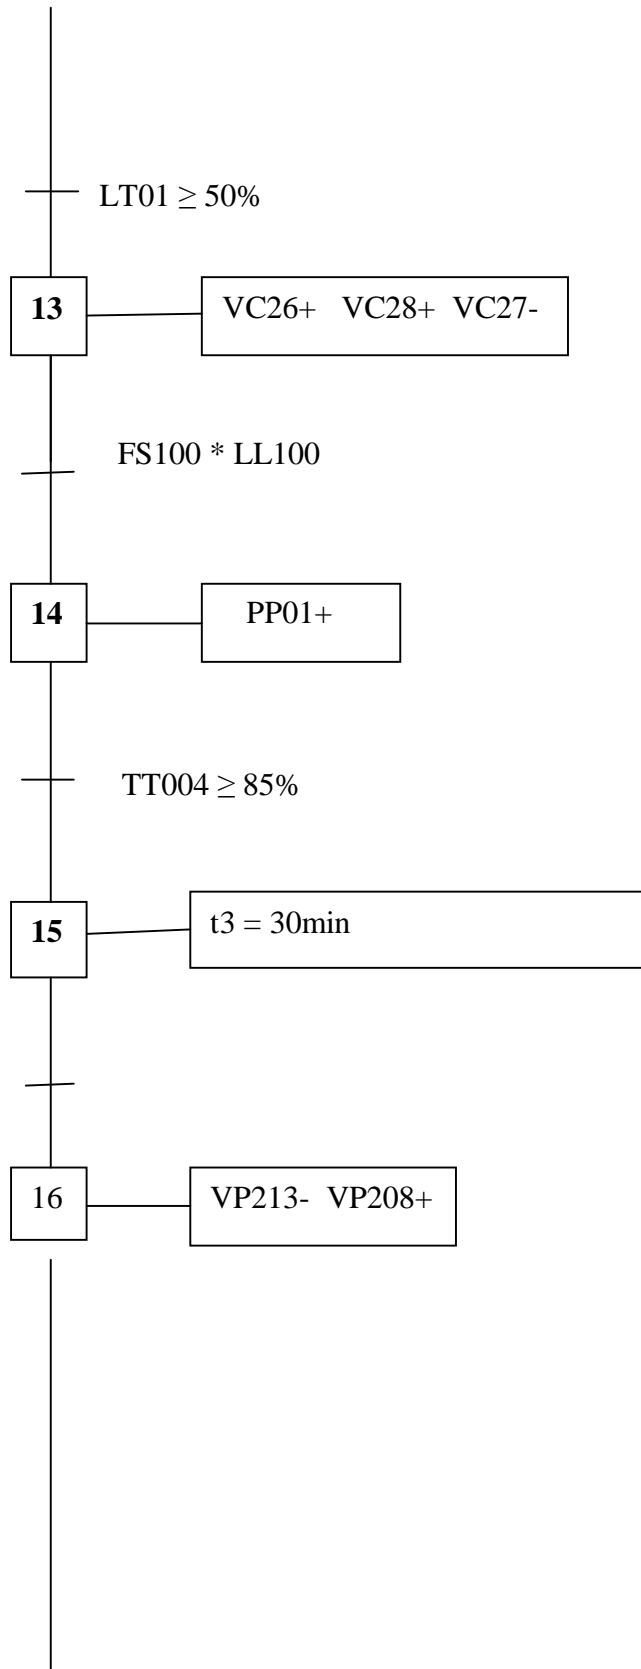 LT01 ≥ 50%
13 VC26+ VC28+ VC27-
FS100 * LL100
14 PP01+
TT004 ≥ 85%
15 t3 = 30min
16 VP213- VP208+